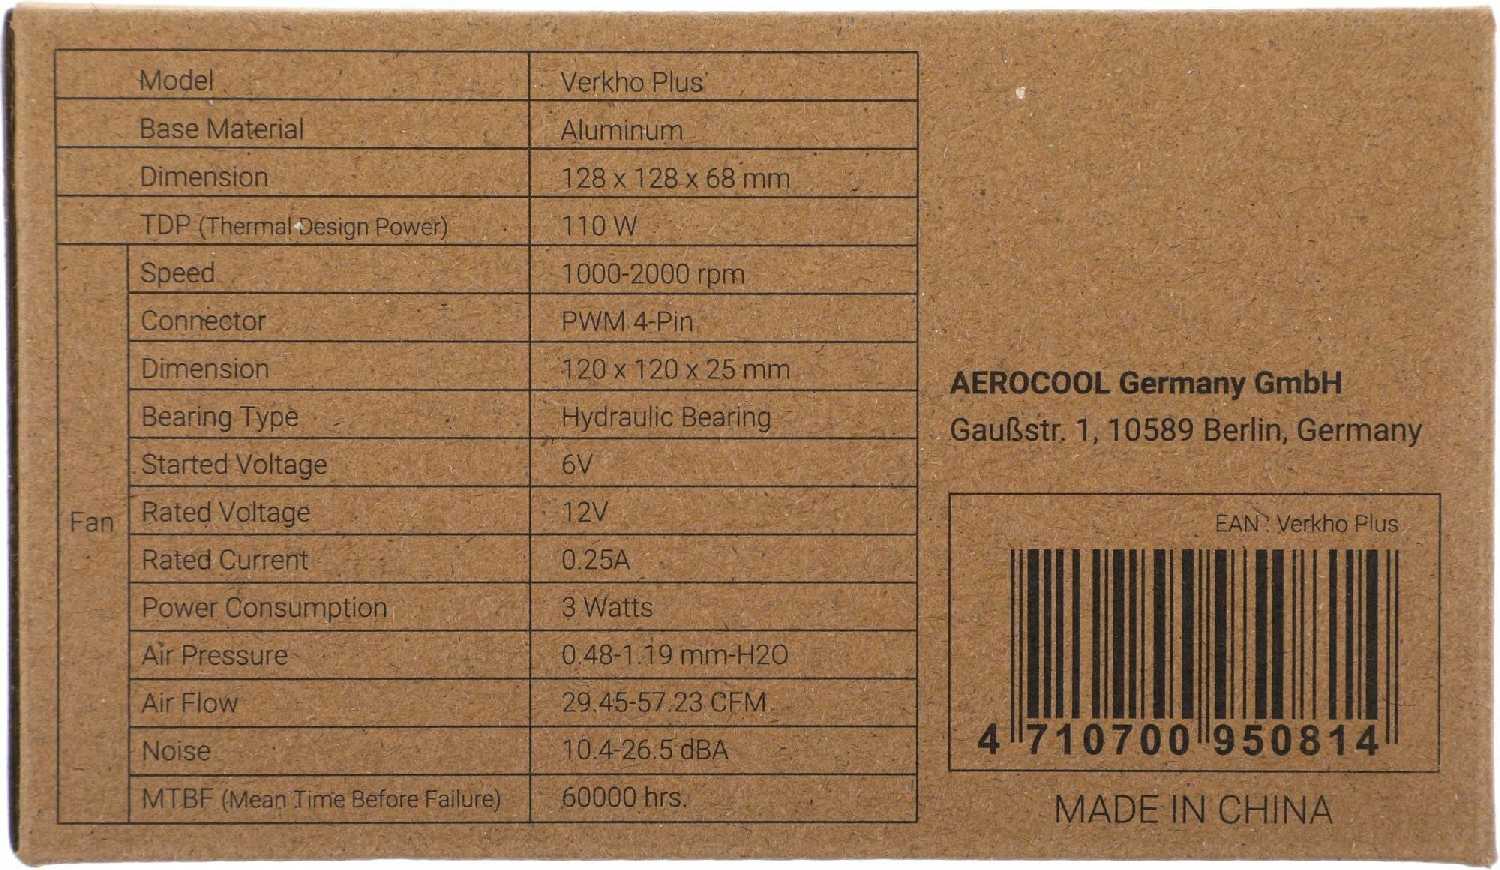 Model Verkho Plus
Base Material Aluminum
Dimension 128 x 128 x 68 mm
TDP (Thermal Design Power) 110 W
Fan
Speed 1000-2000 rpm
Connector PWM 4-Pin
Dimension 120 x 120 x 25 mm
Bearing Type Hydraulic Bearing
Started Voltage 6V
Rated Voltage 12V
Rated Current 0.25A
Power Consumption 3 Watts
Air Pressure 0.48-1.19 mm-H2O
Air Flow 29.45-57.23 CFM
Noise 10.4-26.5 dBA
MTBF (Mean Time Before Failure) 60000 hrs.
AEROCOOL Germany GmbH
Gaußstr. 1, 10589 Berlin, Germany
EAN : Verkho Plus
4 710700 950814
MADE IN CHINA